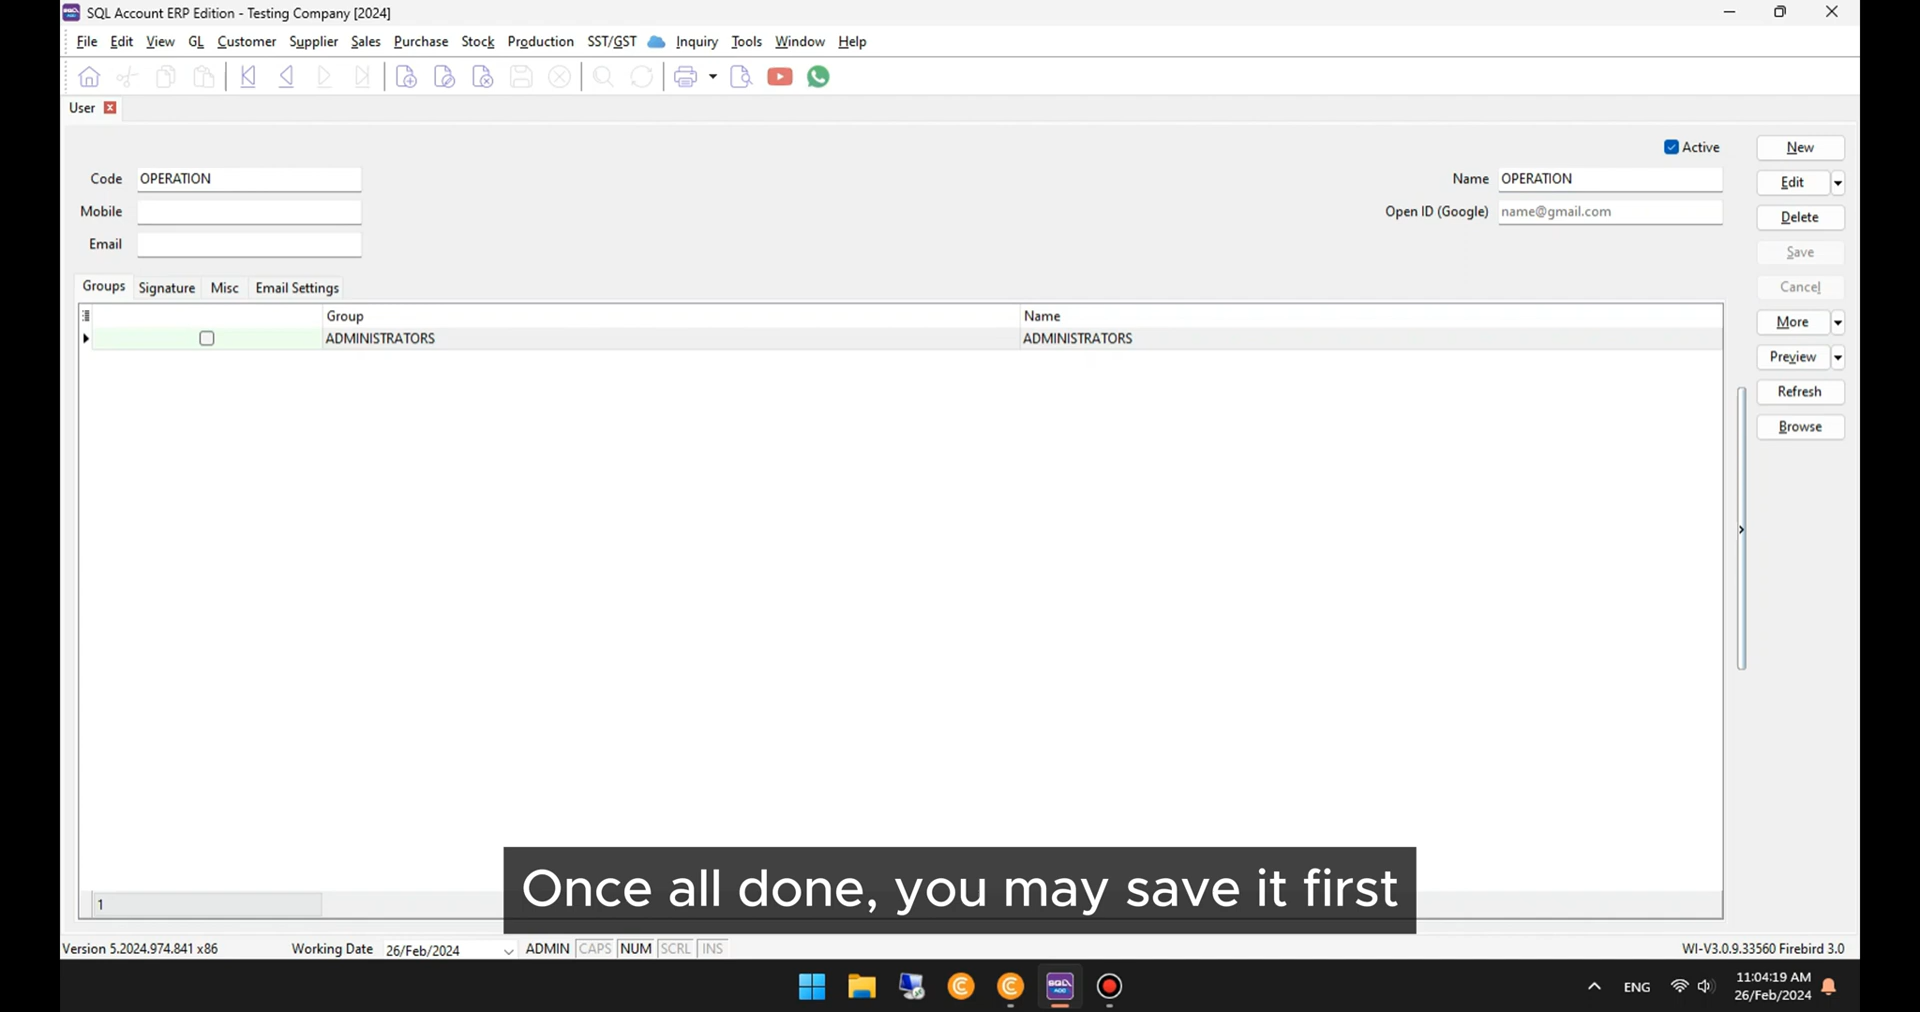 SQL Account ERP Edition - Testing Company [2024]
File Edit View GL Customer Supplier Sales Purchase Stock Production SST/GST Inquiry Tools Window Help
User
Active
New
Code OPERATION
Name OPERATION
Edit
Mobile
Open ID (Google) name@gmail.com
Delete
Email
Save
Groups Signature Misc Email Settings
Cancel
Group Name
More
ADMINISTRATORS ADMINISTRATORS
Preview
Refresh
Browse
Once all done, you may save it first
1
Version 5.2024.974.841 x86 Working Date 26/Feb/2024 ADMIN CAPS NUM SCRL INS WI-V3.0.9.33560 Firebird 3.0
SQL
ACC
ENG
11:04:19 AM
26/Feb/2024